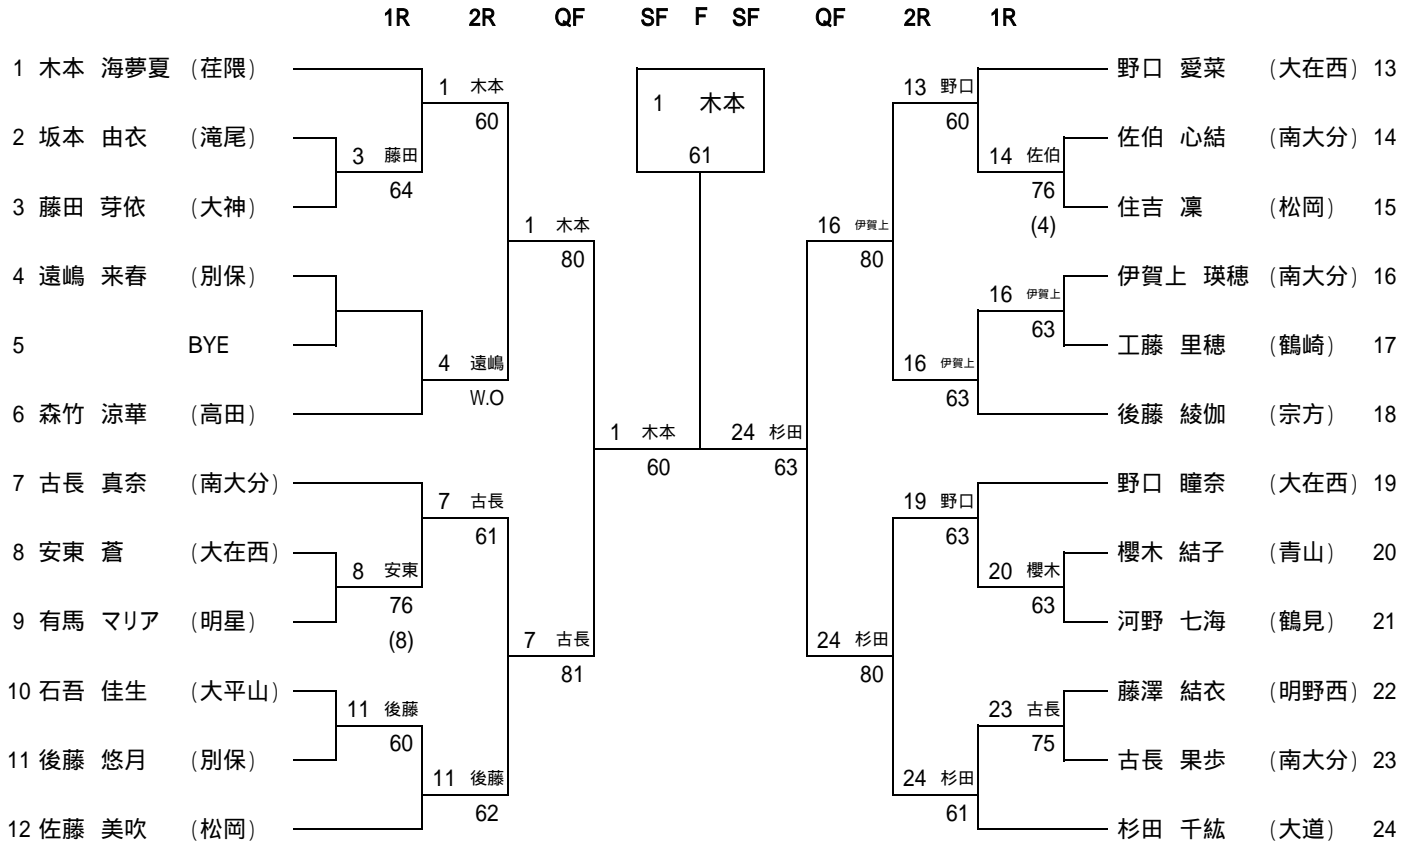 1R 2R QF SF F SF QF 2R 1R
1 木本 海夢夏 (荏隈)
2 坂本 由衣 (滝尾)
3 藤田 芽依 (大神)
4 遠嶋 来春 (別保)
5 BYE
6 森竹 涼華 (高田)
7 古長 真奈 (南大分)
8 安東 蒼 (大在西)
9 有馬 マリア (明星)
10 石吾 佳生 (大平山)
11 後藤 悠月 (別保)
12 佐藤 美吹 (松岡)
3 藤田
64
8 安東
76
(8)
11 後藤
60
1 木本
60
4 遠嶋
W.O
7 古長
61
11 後藤
62
1 木本
80
7 古長
81
1 木本
60
1 木本
61
24 杉田
63
16 伊賀上
80
24 杉田
80
13 野口
60
16 伊賀上
63
19 野口
63
24 杉田
61
14 佐伯
76
(4)
16 伊賀上
63
20 櫻木
63
23 古長
75
野口 愛菜 (大在西) 13
佐伯 心結 (南大分) 14
住吉 凜 (松岡) 15
伊賀上 瑛穂 (南大分) 16
工藤 里穂 (鶴崎) 17
後藤 綾伽 (宗方) 18
野口 瞳奈 (大在西) 19
櫻木 結子 (青山) 20
河野 七海 (鶴見) 21
藤澤 結衣 (明野西) 22
古長 果歩 (南大分) 23
杉田 千紘 (大道) 24